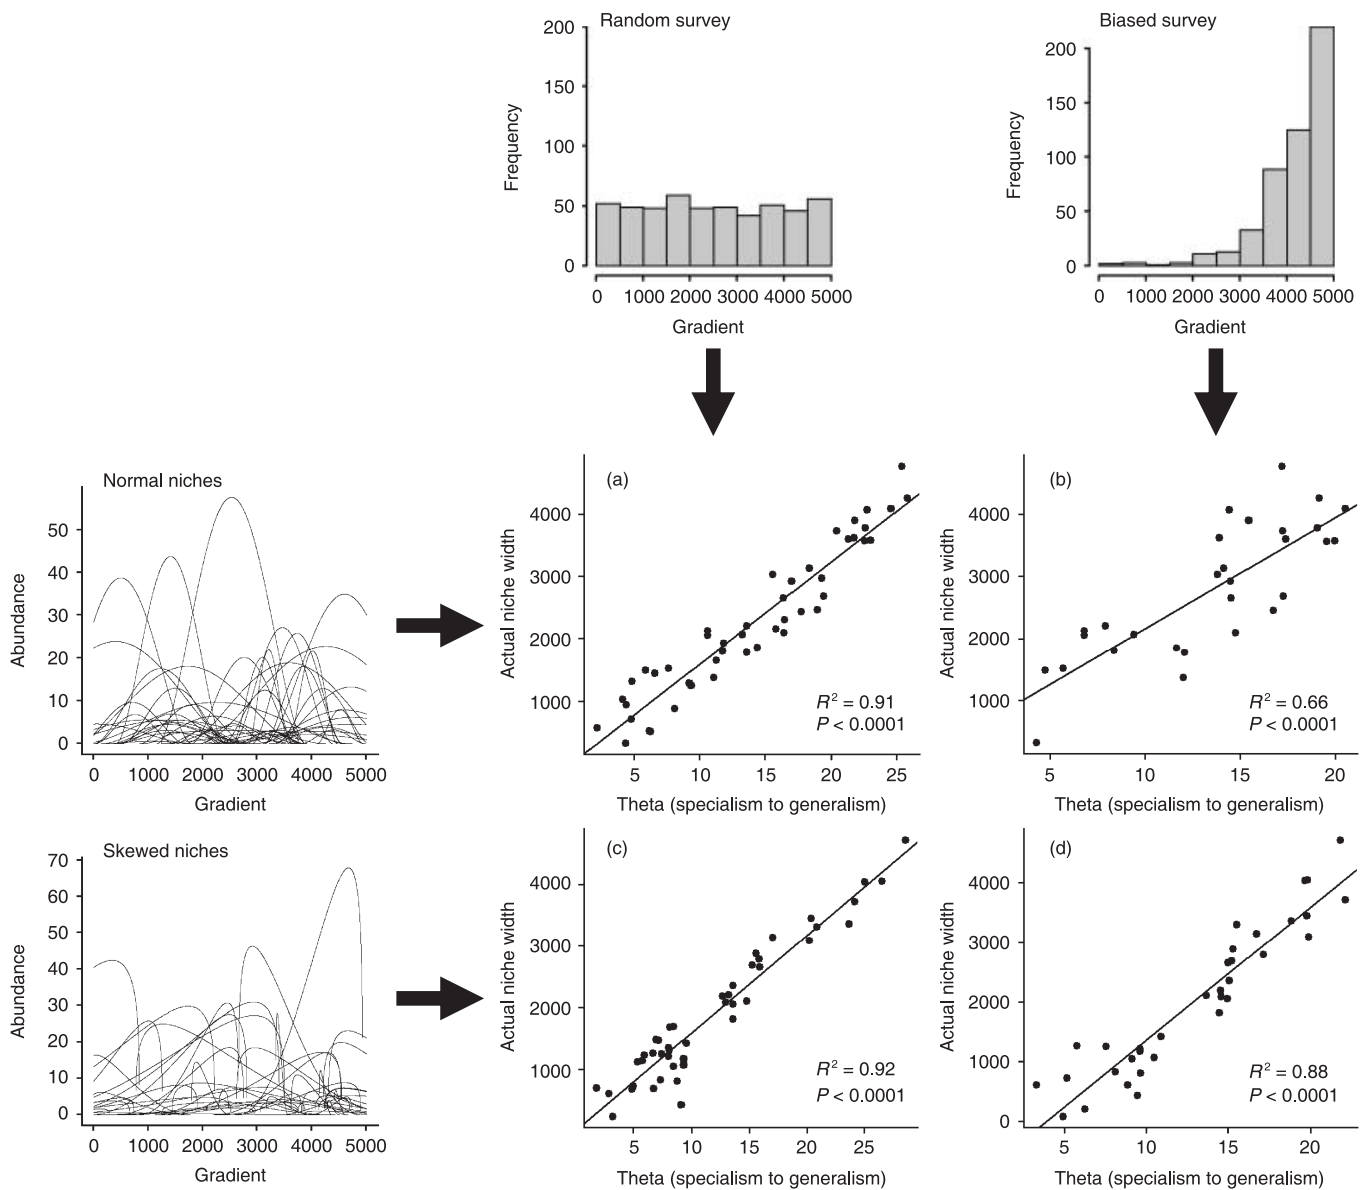 Random survey
200
150
100
50
0
Frequency
0 1000 2000 3000 4000 5000
Gradient
Biased survey
200
150
100
50
0
Frequency
0 1000 2000 3000 4000 5000
Gradient
Normal niches
50
40
30
20
10
0
Abundance
0 1000 2000 3000 4000 5000
Gradient
(a)
4000
3000
2000
1000
Actual niche width
R² = 0.91
P < 0.0001
5 10 15 20 25
Theta (specialism to generalism)
(b)
4000
3000
2000
1000
Actual niche width
R² = 0.66
P < 0.0001
5 10 15 20
Theta (specialism to generalism)
Skewed niches
70
60
50
40
30
20
10
0
Abundance
0 1000 2000 3000 4000 5000
Gradient
(c)
4000
3000
2000
1000
Actual niche width
R² = 0.92
P < 0.0001
5 10 15 20 25
Theta (specialism to generalism)
(d)
4000
3000
2000
1000
0
Actual niche width
R² = 0.88
P < 0.0001
5 10 15 20
Theta (specialism to generalism)